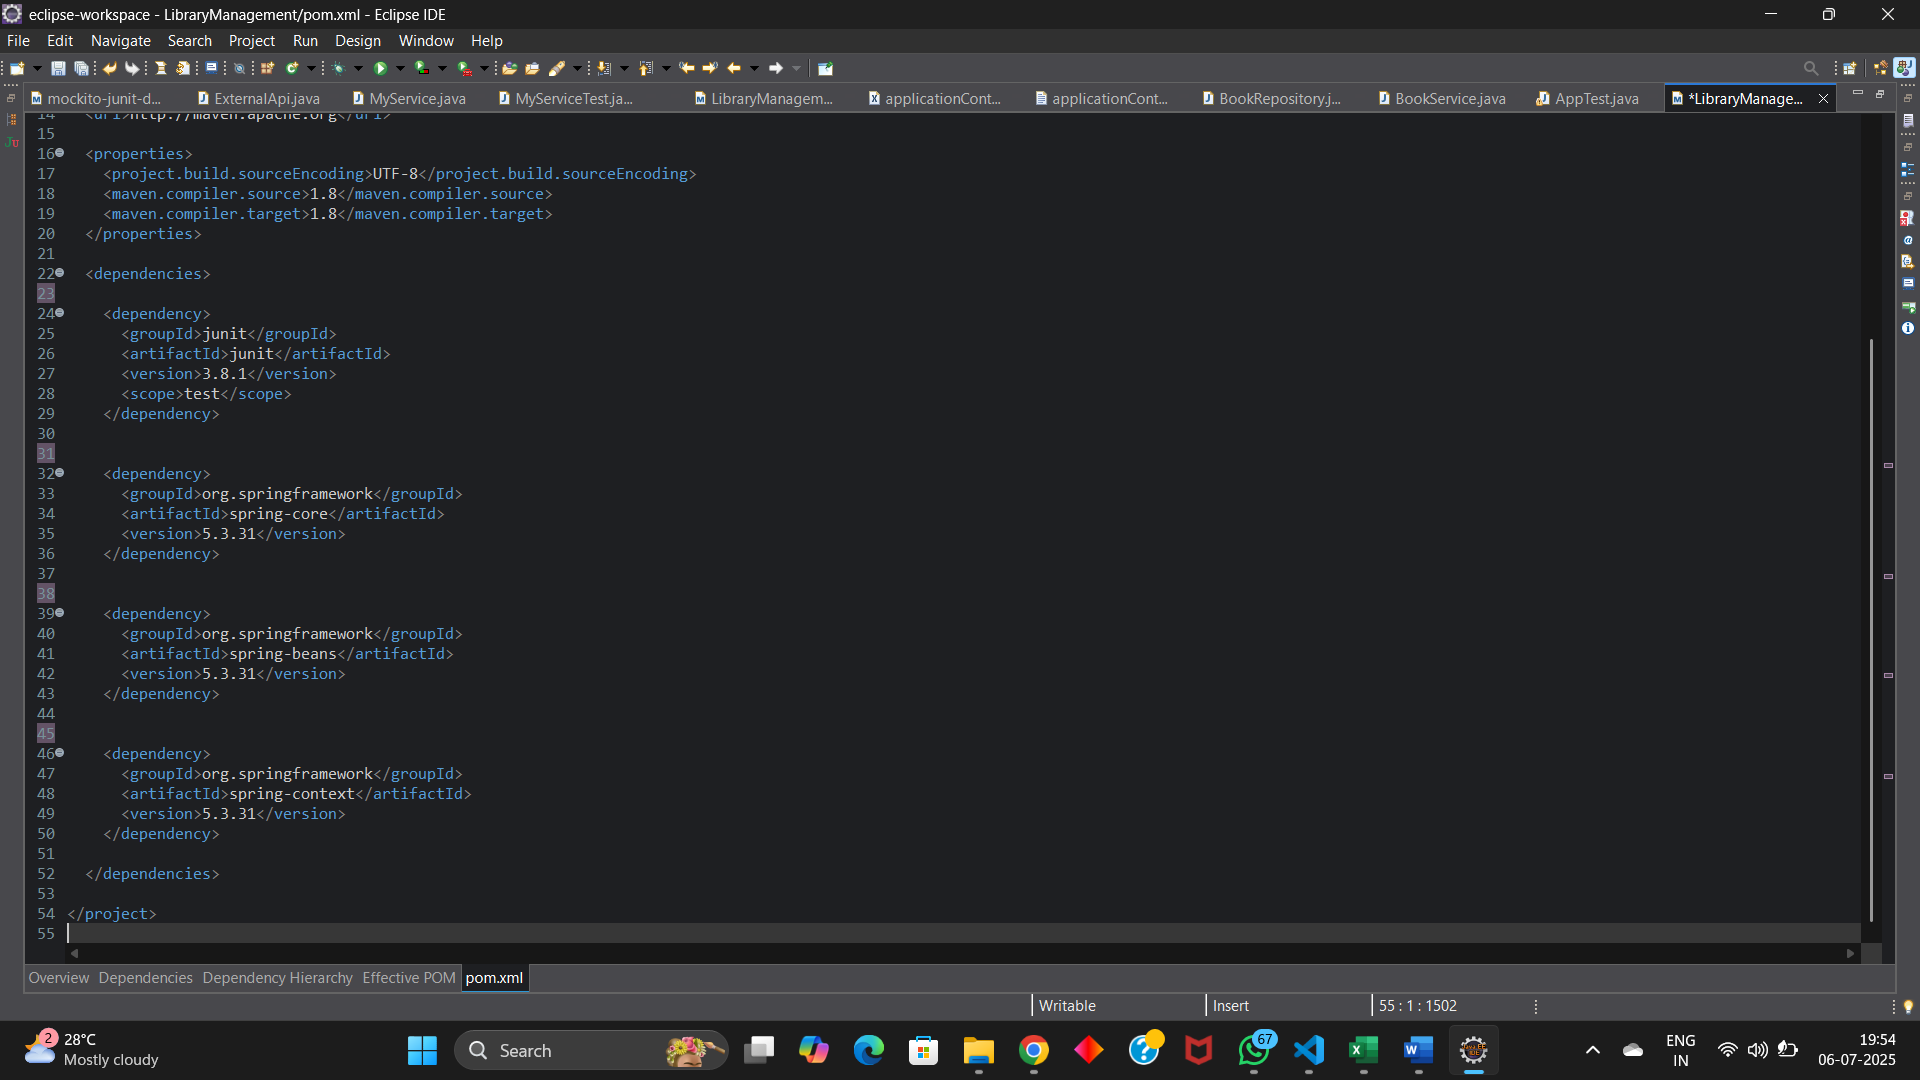 eclipse-workspace - LibraryManagement/pom.xml - Eclipse IDE
File Edit Navigate Search Project Run Design Window Help
mockito-junit-d... ExternalApi.java MyService.java MyServiceTest.ja... LibraryManagem... applicationCont... applicationCont... BookRepository.j... BookService.java AppTest.java *LibraryManage...
14 <url>http://maven.apache.org</url>
15
16 <properties>
17 <project.build.sourceEncoding>UTF-8</project.build.sourceEncoding>
18 <maven.compiler.source>1.8</maven.compiler.source>
19 <maven.compiler.target>1.8</maven.compiler.target>
20 </properties>
21
22 <dependencies>
23
24 <dependency>
25 <groupId>junit</groupId>
26 <artifactId>junit</artifactId>
27 <version>3.8.1</version>
28 <scope>test</scope>
29 </dependency>
30
31
32 <dependency>
33 <groupId>org.springframework</groupId>
34 <artifactId>spring-core</artifactId>
35 <version>5.3.31</version>
36 </dependency>
37
38
39 <dependency>
40 <groupId>org.springframework</groupId>
41 <artifactId>spring-beans</artifactId>
42 <version>5.3.31</version>
43 </dependency>
44
45
46 <dependency>
47 <groupId>org.springframework</groupId>
48 <artifactId>spring-context</artifactId>
49 <version>5.3.31</version>
50 </dependency>
51
52 </dependencies>
53
54 </project>
55
Overview Dependencies Dependency Hierarchy Effective POM pom.xml
Writable Insert 55 : 1 : 1502
2 28°C
Mostly cloudy
Search
67
ENG
IN
19:54
06-07-2025